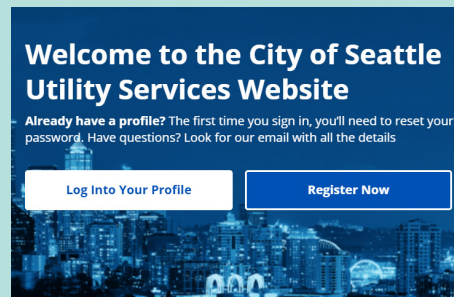 Welcome to the City of Seattle
Utility Services Website
Already have a profile? The first time you sign in, you'll need to reset your
password. Have questions? Look for our email with all the details
Log Into Your Profile
Register Now